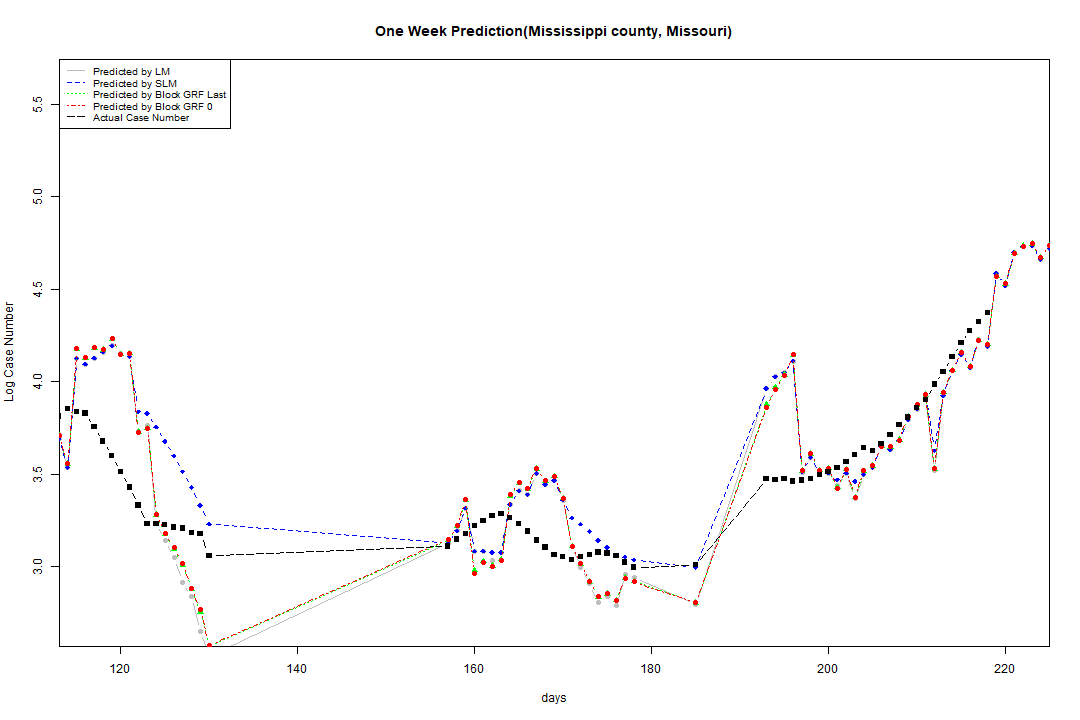 One Week Prediction(Mississippi county, Missouri)
Predicted by LM
Predicted by SLM
Predicted by Block GRF Last
Predicted by Block GRF 0
Actual Case Number
5.5
5.0
4.5
4.0
3.5
3.0
Log Case Number
120 140 160 180 200 220
days